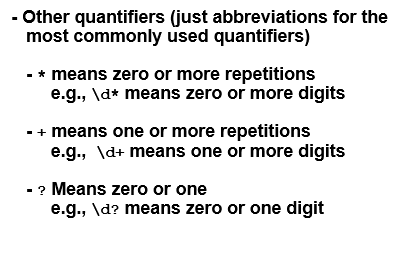 - Other quantifiers (just abbreviations for the
most commonly used quantifiers)
- * means zero or more repetitions
e.g., \d* means zero or more digits
- + means one or more repetitions
e.g., \d+ means one or more digits
- ? Means zero or one
e.g., \d? means zero or one digit